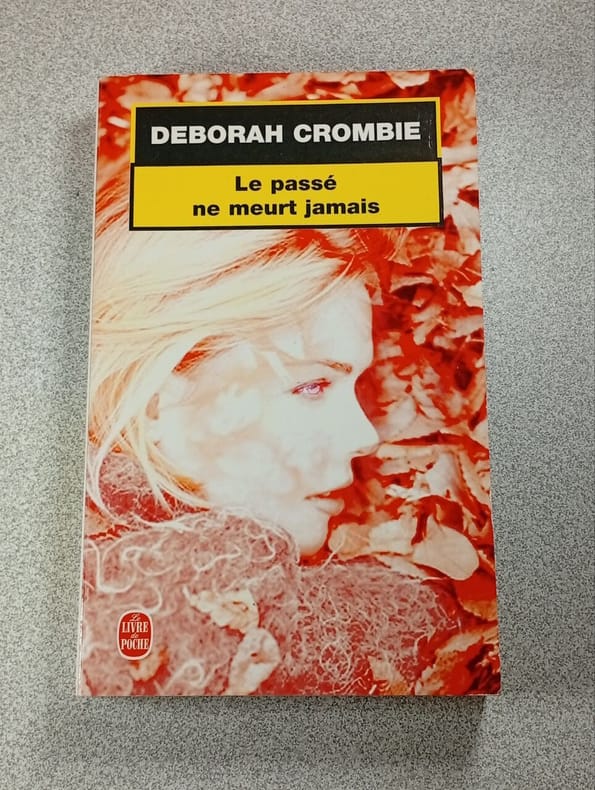 DEBORAH CROMBIE
Le passé
ne meurt jamais
Le
LIVRE
de
POCHE